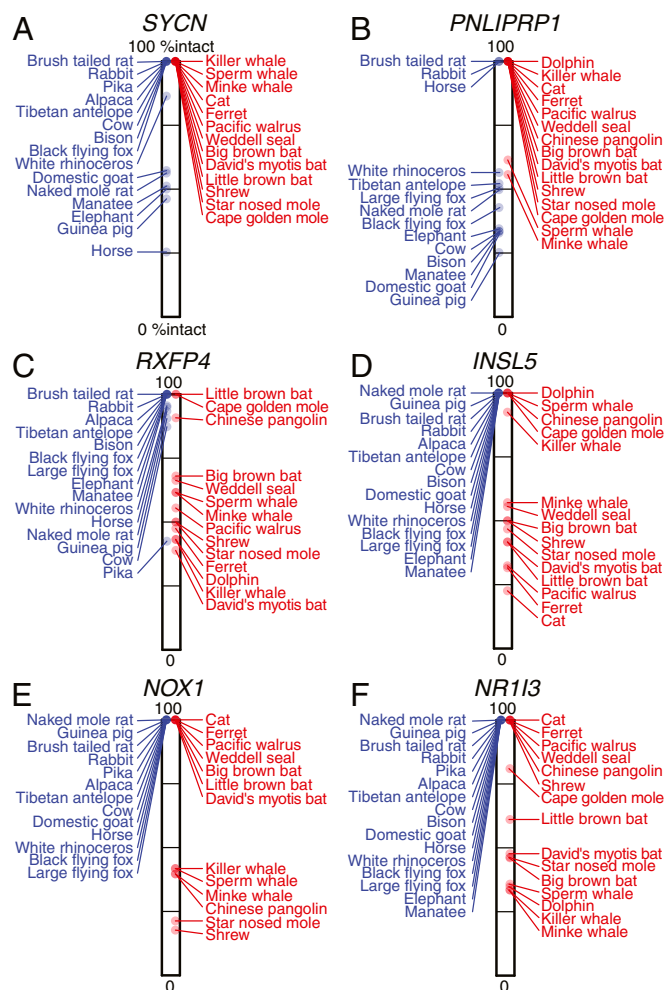 A
SYCN
100 %intact
Brush tailed rat
Rabbit
Pika
Alpaca
Tibetan antelope
Cow
Bison
Black flying fox
White rhinoceros
Domestic goat
Naked mole rat
Manatee
Elephant
Guinea pig
Horse
Killer whale
Sperm whale
Minke whale
Cat
Ferret
Pacific walrus
Weddell seal
Big brown bat
David's myotis bat
Little brown bat
Shrew
Star nosed mole
Cape golden mole
0 %intact
B
PNLIPRP1
100
Brush tailed rat
Rabbit
Horse
White rhinoceros
Tibetan antelope
Large flying fox
Naked mole rat
Black flying fox
Elephant
Cow
Bison
Manatee
Domestic goat
Guinea pig
Dolphin
Killer whale
Cat
Ferret
Pacific walrus
Weddell seal
Chinese pangolin
Big brown bat
David's myotis bat
Little brown bat
Shrew
Star nosed mole
Cape golden mole
Sperm whale
Minke whale
0
C
RXFP4
100
Brush tailed rat
Rabbit
Alpaca
Tibetan antelope
Bison
Black flying fox
Large flying fox
Elephant
Manatee
White rhinoceros
Horse
Naked mole rat
Guinea pig
Cow
Pika
Little brown bat
Cape golden mole
Chinese pangolin
Big brown bat
Weddell seal
Sperm whale
Minke whale
Pacific walrus
Shrew
Star nosed mole
Ferret
Dolphin
Killer whale
David's myotis bat
0
D
INSL5
100
Naked mole rat
Guinea pig
Brush tailed rat
Rabbit
Alpaca
Tibetan antelope
Cow
Bison
Domestic goat
Horse
White rhinoceros
Black flying fox
Large flying fox
Elephant
Manatee
Dolphin
Sperm whale
Chinese pangolin
Cape golden mole
Killer whale
Minke whale
Weddell seal
Big brown bat
Shrew
Star nosed mole
David's myotis bat
Little brown bat
Pacific walrus
Ferret
Cat
0
E
NOX1
100
Naked mole rat
Guinea pig
Brush tailed rat
Rabbit
Pika
Alpaca
Tibetan antelope
Cow
Domestic goat
Horse
White rhinoceros
Black flying fox
Large flying fox
Cat
Ferret
Pacific walrus
Weddell seal
Big brown bat
Little brown bat
David's myotis bat
Killer whale
Sperm whale
Minke whale
Chinese pangolin
Star nosed mole
Shrew
0
F
NR1I3
100
Naked mole rat
Guinea pig
Brush tailed rat
Rabbit
Pika
Alpaca
Tibetan antelope
Cow
Bison
Domestic goat
Horse
White rhinoceros
Black flying fox
Large flying fox
Elephant
Manatee
Cat
Ferret
Pacific walrus
Weddell seal
Chinese pangolin
Shrew
Cape golden mole
Little brown bat
David's myotis bat
Star nosed mole
Big brown bat
Sperm whale
Dolphin
Killer whale
Minke whale
0